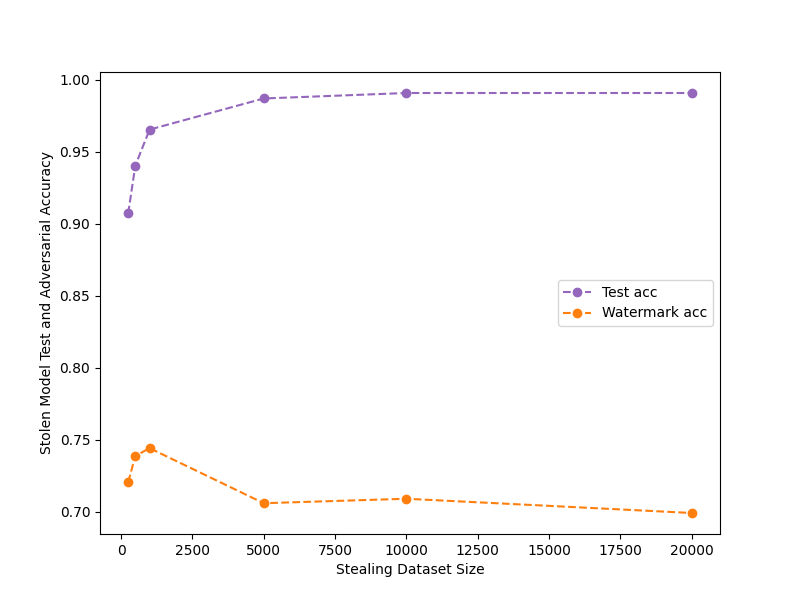 1.00
0.95
0.90
0.85
0.80
0.75
0.70
Stolen Model Test and Adversarial Accuracy
Test acc
Watermark acc
0 2500 5000 7500 10000 12500 15000 17500 20000
Stealing Dataset Size